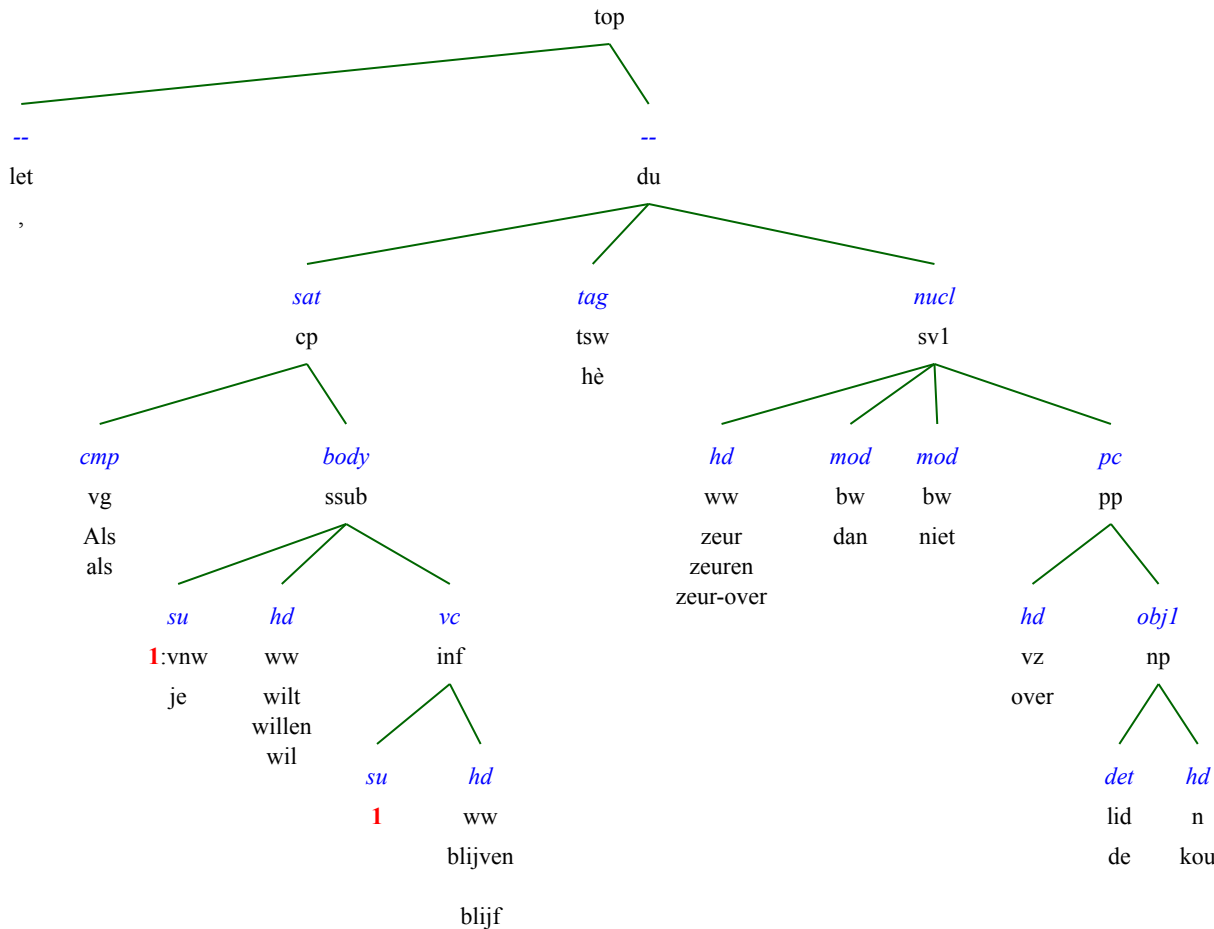 top
-- --
let du
,
sat tag nucl
cp tsw sv1
hè
cmp body hd mod mod pc
vg ssub ww bw bw pp
Als zeur dan niet
als zeuren
zeur-over
su hd vc hd obj1
1:vnw ww inf vz np
je wilt over
willen
wil
su hd det hd
1 ww lid n
blijven de kou
blijf